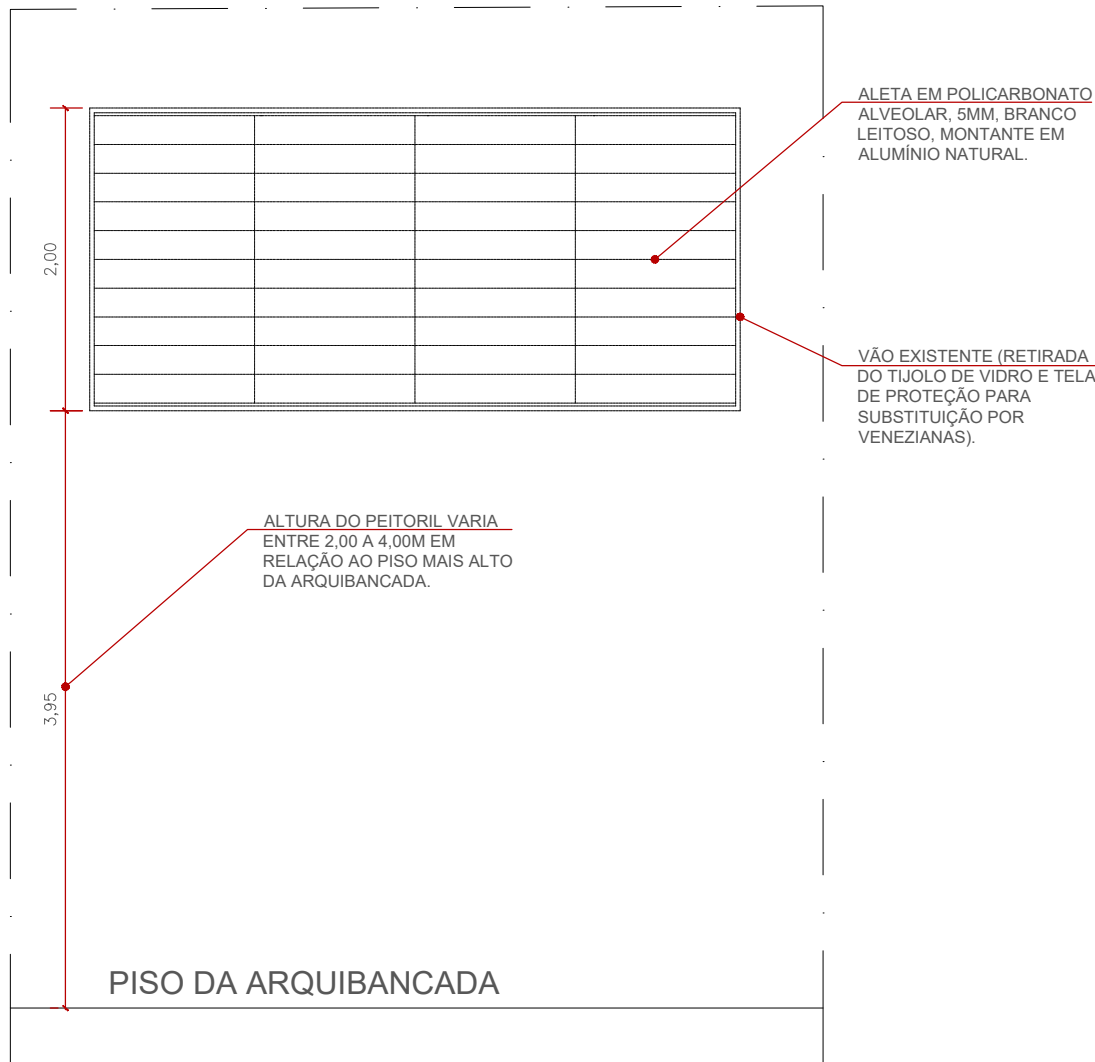 ALETA EM POLICARBONATO
ALVEOLAR, 5MM, BRANCO
LEITOSO, MONTANTE EM
ALUMÍNIO NATURAL.
2,00
VÃO EXISTENTE (RETIRADA
DO TIJOLO DE VIDRO E TELA
DE PROTEÇÃO PARA
SUBSTITUIÇÃO POR
VENEZIANAS).
ALTURA DO PEITORIL VARIA
ENTRE 2,00 A 4,00M EM
RELAÇÃO AO PISO MAIS ALTO
DA ARQUIBANCADA.
3,95
PISO DA ARQUIBANCADA